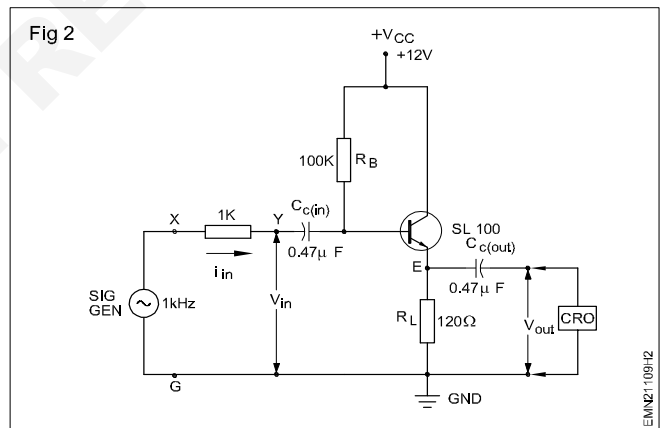 Fig 2
+VCC
+12V
100K
RB
X
1K
Y
Cc(in)
0.47μ F
SL 100
Cc(out)
0.47μ F
E
iin
SIG
GEN
1kHz
Vin
RL
120Ω
Vout
CRO
G
GND
EMN21109H2